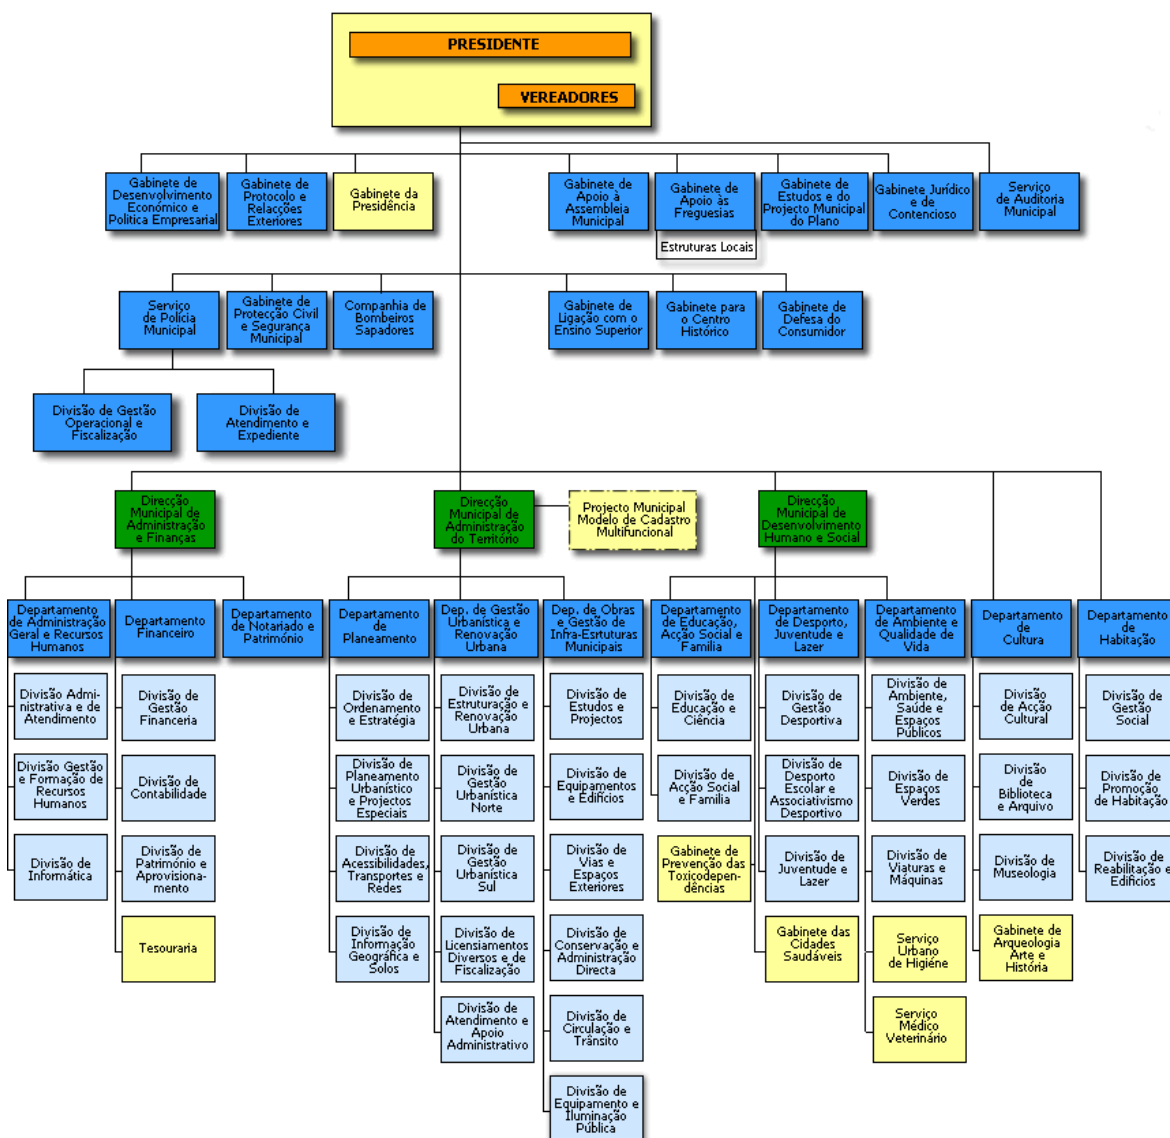 PRESIDENTE
VEREADORES
Gabinete de
Desenvolvimento
Económico e
Politica Empresarial
Gabinete de
Protocolo e
Relacções
Exteriores
Gabinete da
Presidência
Gabinete de
Apoio à
Assembleia
Municipal
Gabinete de
Apoio às
Freguesias
Estruturas Locais
Gabinete de
Estudos e do
Projecto Municipal
do Plano
Gabinete Jurídico
e de
Contencioso
Serviço
de Auditoria
Municipal
Serviço
de Polícia
Municipal
Gabinete de
Protecção Civil
e Segurança
Municipal
Companhia de
Bombeiros
Sapadores
Gabinete de
Ligação com o
Ensino Superior
Gabinete para
o Centro
Histórico
Gabinete de
Defesa do
Consumidor
Divisão de Gestão
Operacional e
Fiscalização
Divisão de
Atendimento e
Expediente
Direcção
Municipal de
Administração
e Finanças
Direcção
Municipal de
Administração
do Território
Projecto Municipal
Modelo de Cadastro
Multifuncional
Direcção
Municipal de
Desenvolvimento
Humano e Social
Departamento
de Administração
Geral e Recursos
Humanos
Departamento
Financeiro
Departamento
de Notariado e
Património
Departamento
de
Planeamento
Dep. de Gestão
Urbanística e
Renovação
Urbana
Dep. de Obras
e Gestão de
Infra-Esrtuturas
Municipais
Departamento
de Educação,
Acção Social e
Familia
Departamento
de Desporto,
Juventude e
Lazer
Departamento
de Ambiente e
Qualidade de
Vida
Departamento
de
Cultura
Departamento
de
Habitação
Divisão Admi-
nistrativa e de
Atendimento
Divisão Gestão
e Formação de
Recursos
Humanos
Divisão de
Informática
Divisão de
Gestão
Financeria
Divisão de
Contabilidade
Divisão de
Património e
Aprovisiona-
mento
Tesouraria
Divisão de
Ordenamento
e Estratégia
Divisão de
Planeamento
Urbanístico
e Projectos
Especiais
Divisão de
Acessibilidades,
Transportes e
Redes
Divisão de
Informação
Geográfica e
Solos
Divisão de
Estruturação e
Renovação
Urbana
Divisão de
Gestão
Urbanística
Norte
Divisão de
Gestão
Urbanística
Sul
Divisão de
Licensiamentos
Diversos e de
Fiscalização
Divisão de
Atendimento e
Apoio
Administrativo
Divisão de
Estudos e
Projectos
Divisão de
Equipamentos
e Edifícios
Divisão de
Vias e
Espaços
Exteriores
Divisão de
Conservação e
Administração
Directa
Divisão de
Circulação e
Trânsito
Divisão de
Equipamento e
Iluminação
Pública
Divisão de
Educação e
Ciência
Divisão de
Acção Social
e Familia
Gabinete de
Prevenção das
Toxicodepen-
dências
Divisão de
Gestão
Desportiva
Divisão de
Desporto
Escolar e
Associativismo
Desportivo
Divisão de
Juventude e
Lazer
Gabinete das
Cidades
Saudáveis
Divisão de
Ambiente,
Saúde e
Espaços
Públicos
Divisão de
Espaços
Verdes
Divisão de
Viaturas e
Máquinas
Serviço
Urbano
de Higiéne
Serviço
Médico
Veterinário
Divisão
de Acção
Cultural
Divisão
de
Biblioteca
e Arquivo
Divisão de
Museologia
Gabinete de
Arqueologia
Arte e
História
Divisão de
Gestão
Social
Divisão de
Promoção
de Habitação
Divisão de
Reabilitação e
Edificios